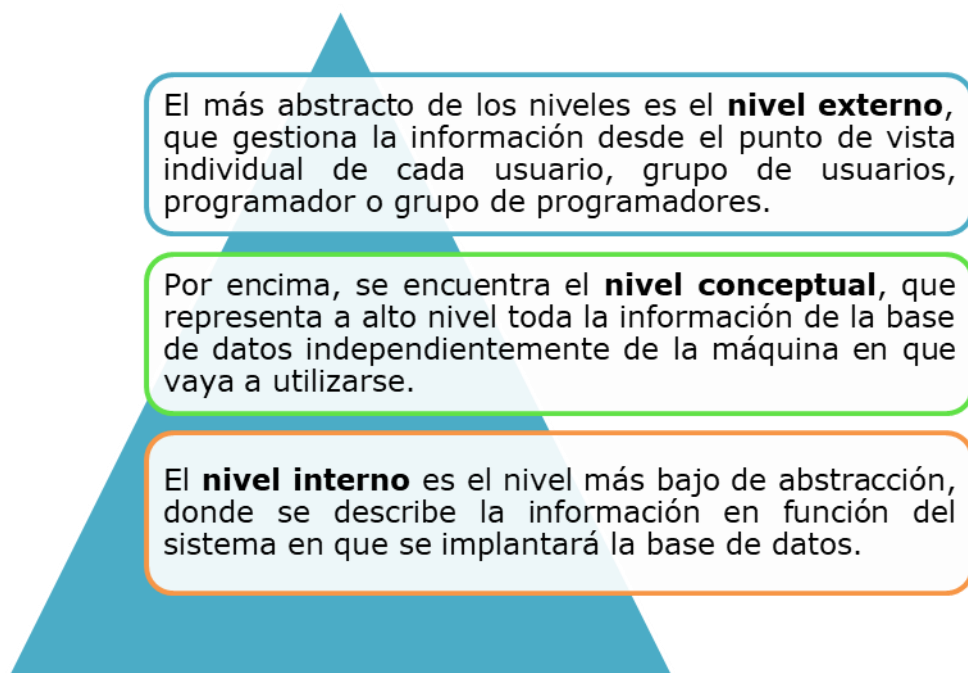 El más abstracto de los niveles es el nivel externo,
que gestiona la información desde el punto de vista
individual de cada usuario, grupo de usuarios,
programador o grupo de programadores.
Por encima, se encuentra el nivel conceptual, que
representa a alto nivel toda la información de la base
de datos independientemente de la máquina en que
vaya a utilizarse.
El nivel interno es el nivel más bajo de abstracción,
donde se describe la información en función del
sistema en que se implantará la base de datos.